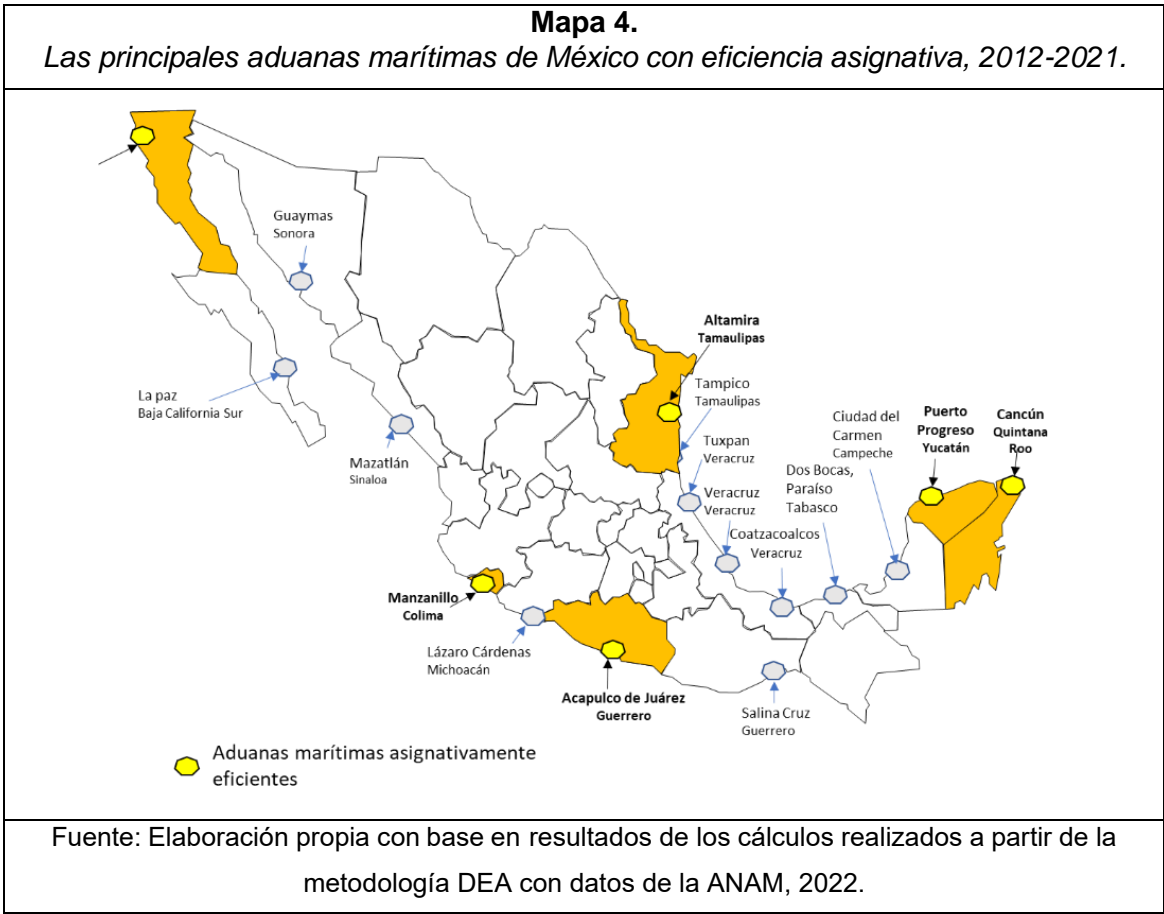 Mapa 4.
Las principales aduanas marítimas de México con eficiencia asignativa, 2012-2021.
Guaymas
Sonora
Altamira
Tamaulipas
La paz
Baja California Sur
Tampico
Tamaulipas
Ciudad del
Carmen
Campeche
Puerto
Progreso
Yucatán
Cancún
Quintana
Roo
Mazatlán
Sinaloa
Tuxpan
Veracruz
Dos Bocas,
Paraíso
Tabasco
Veracruz
Veracruz
Coatzacoalcos
Veracruz
Manzanillo
Colima
Lázaro Cárdenas
Michoacán
Acapulco de Juárez
Guerrero
Salina Cruz
Guerrero
Aduanas marítimas asignativamente
eficientes
Fuente: Elaboración propia con base en resultados de los cálculos realizados a partir de la
metodología DEA con datos de la ANAM, 2022.